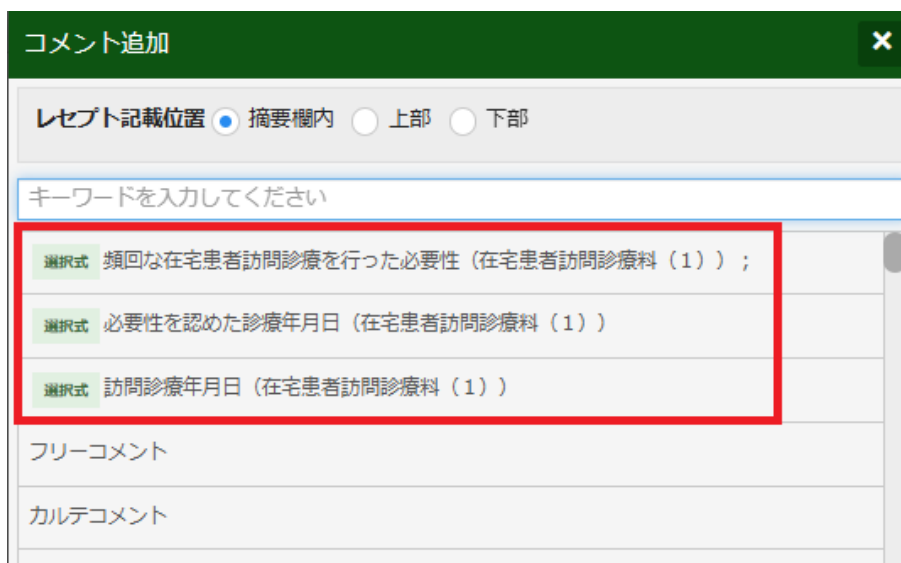 コメント追加
レセプト記載位置 摘要欄内 上部 下部
キーワードを入力してください
選択式 頻回な在宅患者訪問診療を行った必要性（在宅患者訪問診療料（１））；
選択式 必要性を認めた診療年月日（在宅患者訪問診療料（１））
選択式 訪問診療年月日（在宅患者訪問診療料（１））
フリーコメント
カルテコメント